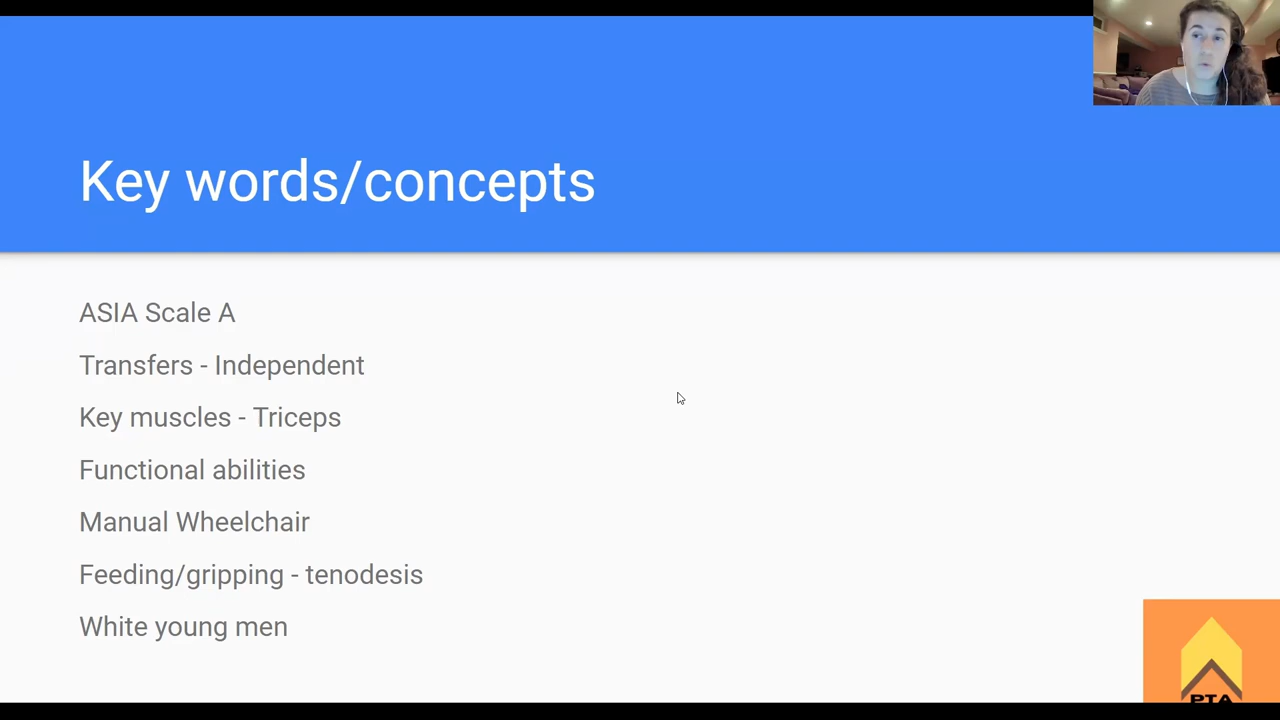 Key words/concepts
ASIA Scale A
Transfers - Independent
Key muscles - Triceps
Functional abilities
Manual Wheelchair
Feeding/gripping - tenodesis
White young men
PTA